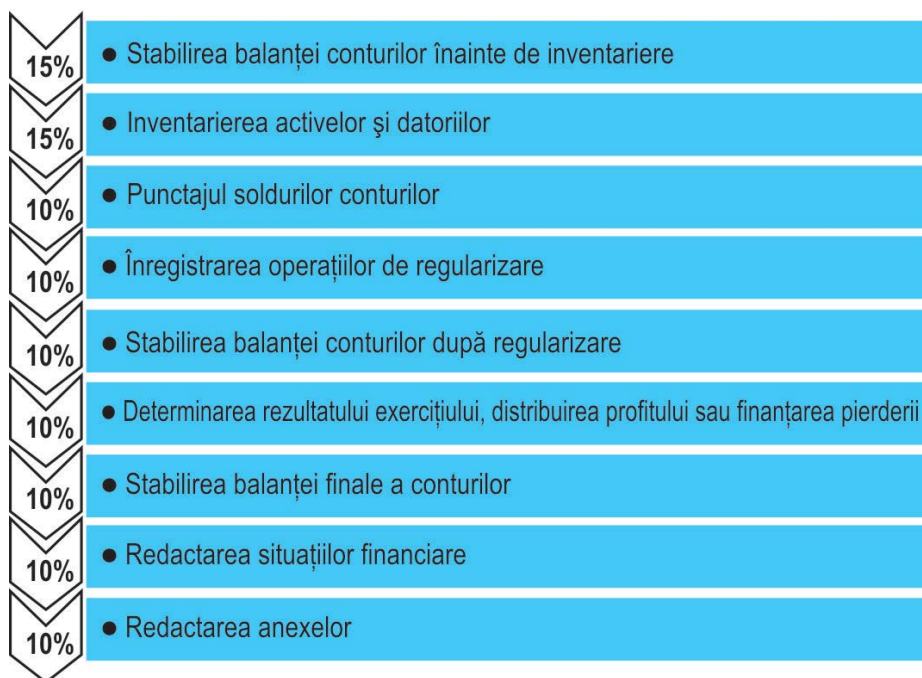 15% ● Stabilirea balanței conturilor înainte de inventariere
15% ● Inventarierea activelor şi datoriilor
10% ● Punctajul soldurilor conturilor
10% ● Înregistrarea operațiilor de regularizare
10% ● Stabilirea balanței conturilor după regularizare
10% ● Determinarea rezultatului exercițiului, distribuirea profitului sau finanțarea pierderii
10% ● Stabilirea balanței finale a conturilor
10% ● Redactarea situațiilor financiare
10% ● Redactarea anexelor